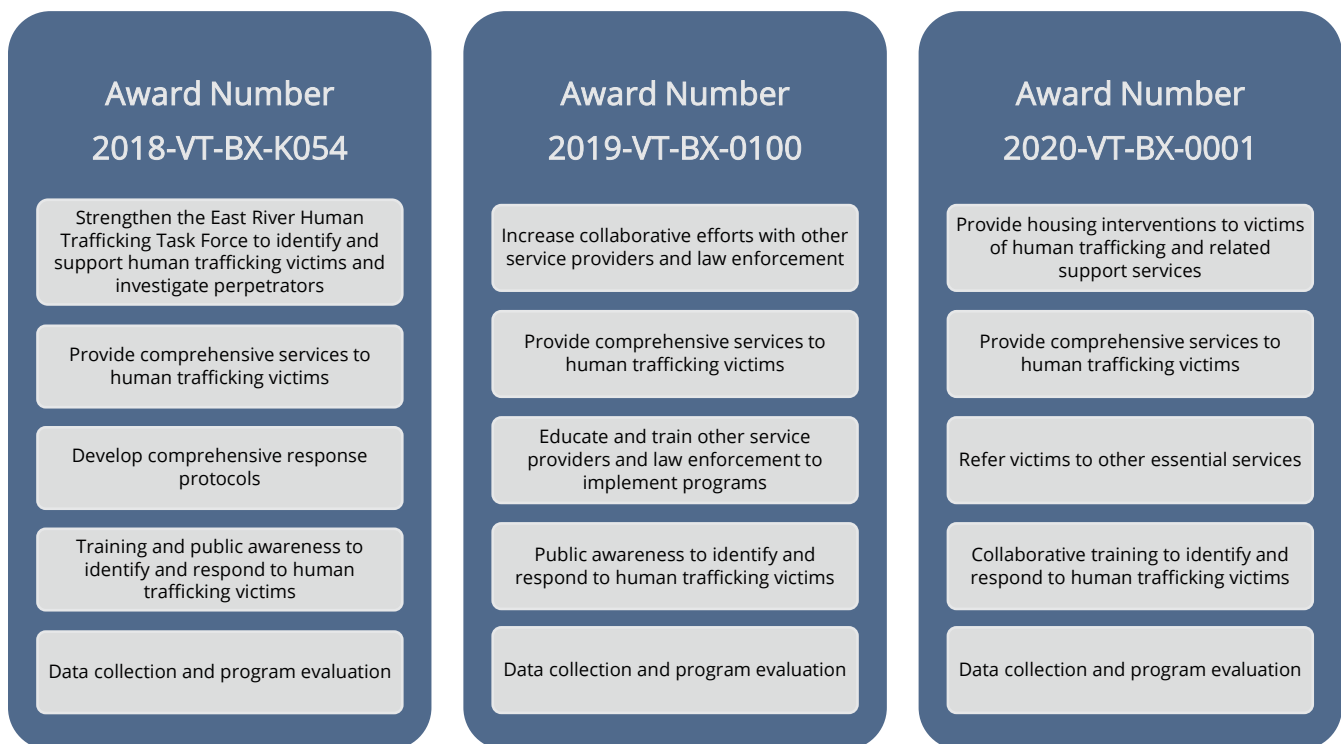 Award Number
2018-VT-BX-K054
Strengthen the East River Human
Trafficking Task Force to identify and
support human trafficking victims and
investigate perpetrators
Provide comprehensive services to
human trafficking victims
Develop comprehensive response
protocols
Training and public awareness to
identify and respond to human
trafficking victims
Data collection and program evaluation
Award Number
2019-VT-BX-0100
Increase collaborative efforts with other
service providers and law enforcement
Provide comprehensive services to
human trafficking victims
Educate and train other service
providers and law enforcement to
implement programs
Public awareness to identify and
respond to human trafficking victims
Data collection and program evaluation
Award Number
2020-VT-BX-0001
Provide housing interventions to victims
of human trafficking and related
support services
Provide comprehensive services to
human trafficking victims
Refer victims to other essential services
Collaborative training to identify and
respond to human trafficking victims
Data collection and program evaluation